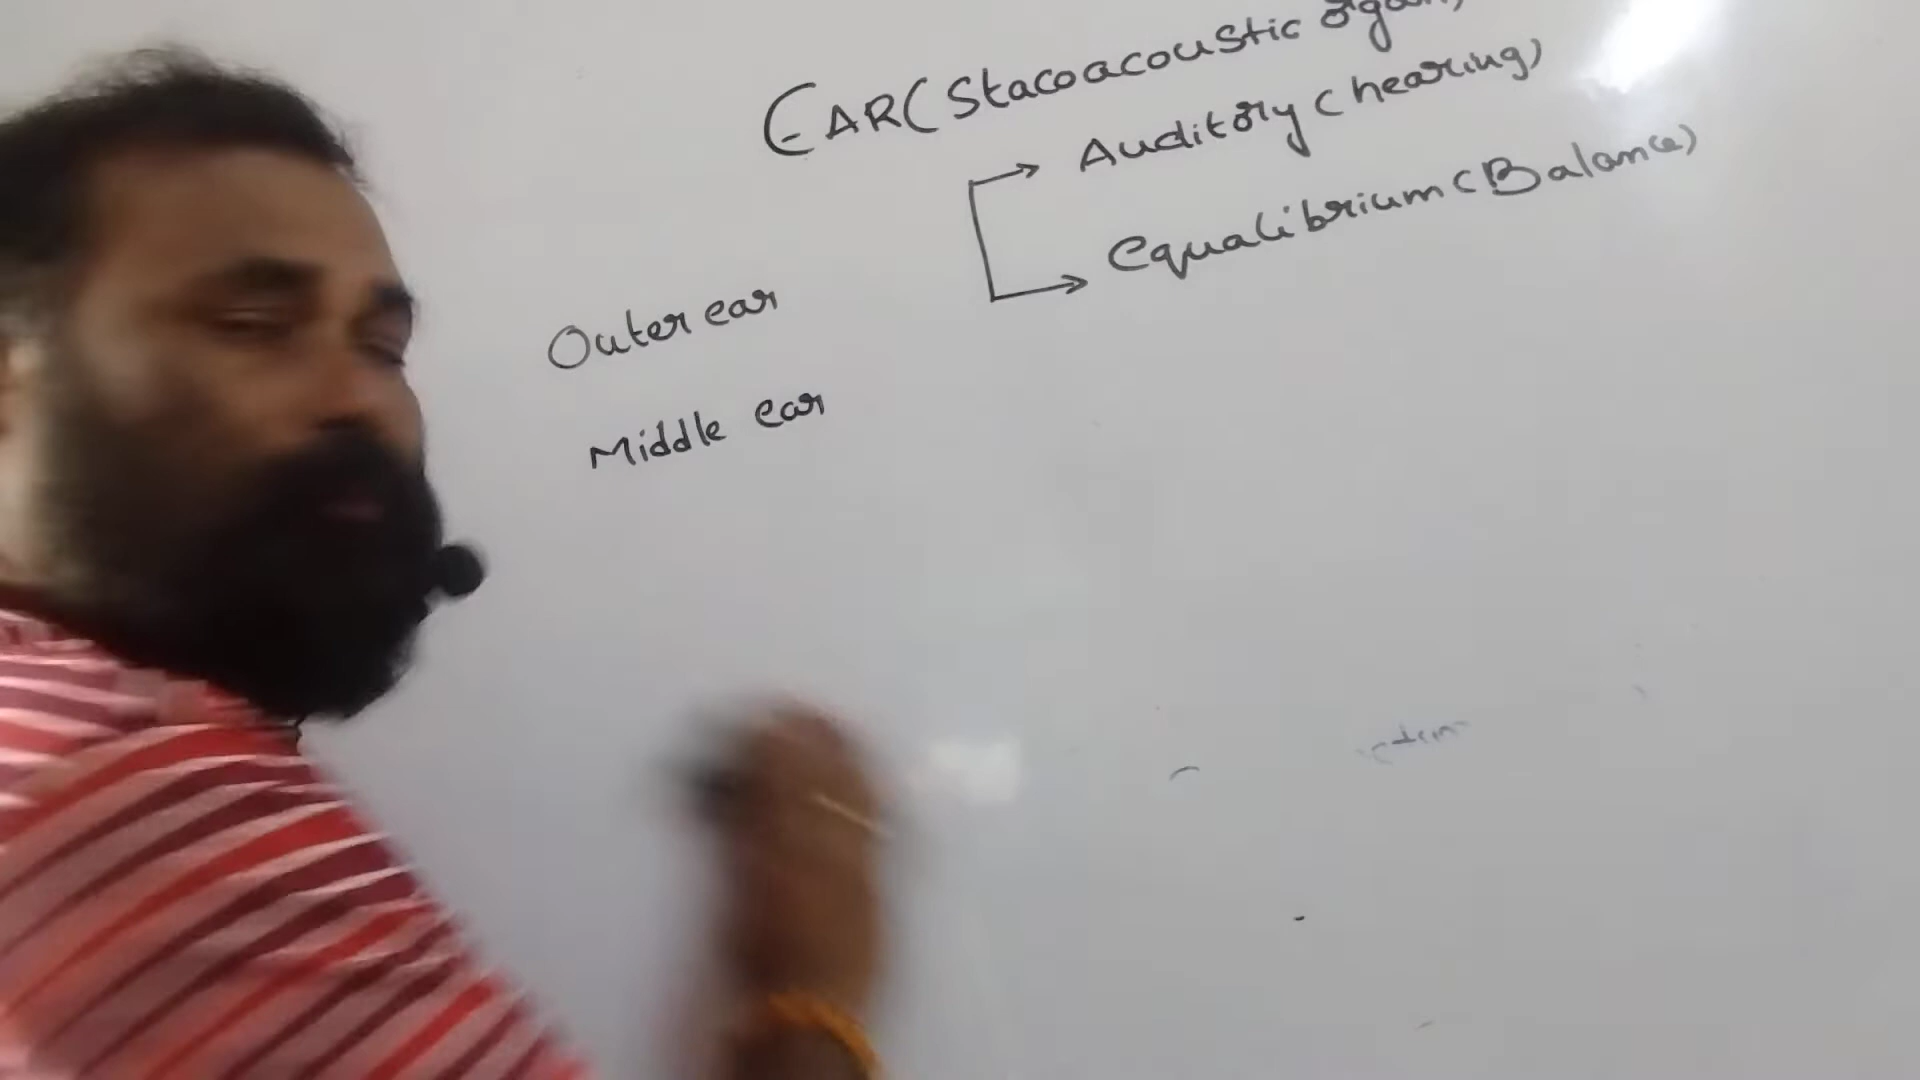 EAR (Stacoacoustic organ)
Auditory (hearing)
Equalibrium (Balance)
Outer ear
Middle ear